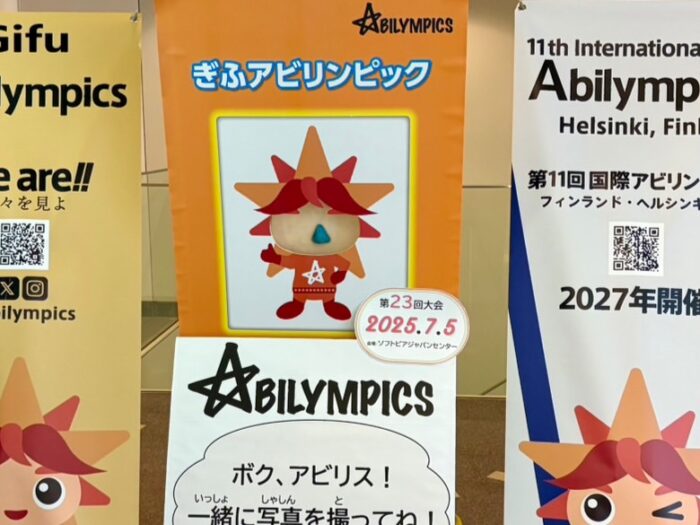 Gifu
lympics
e are!!
々を見よ
ilympics
ABILYMPICS
ぎふアビリンピック
第23回大会
2025.7.5
会場:ソフトピアジャパンセンター
ABILYMPICS
ボク、アビリス!
いっしょ しゃしん と
一緒に写真を撮ってね!
11th Internationa
Abilymp
Helsinki, Finl
第11回 国際アビリン
フィンランド・ヘルシンキ
2027年開催